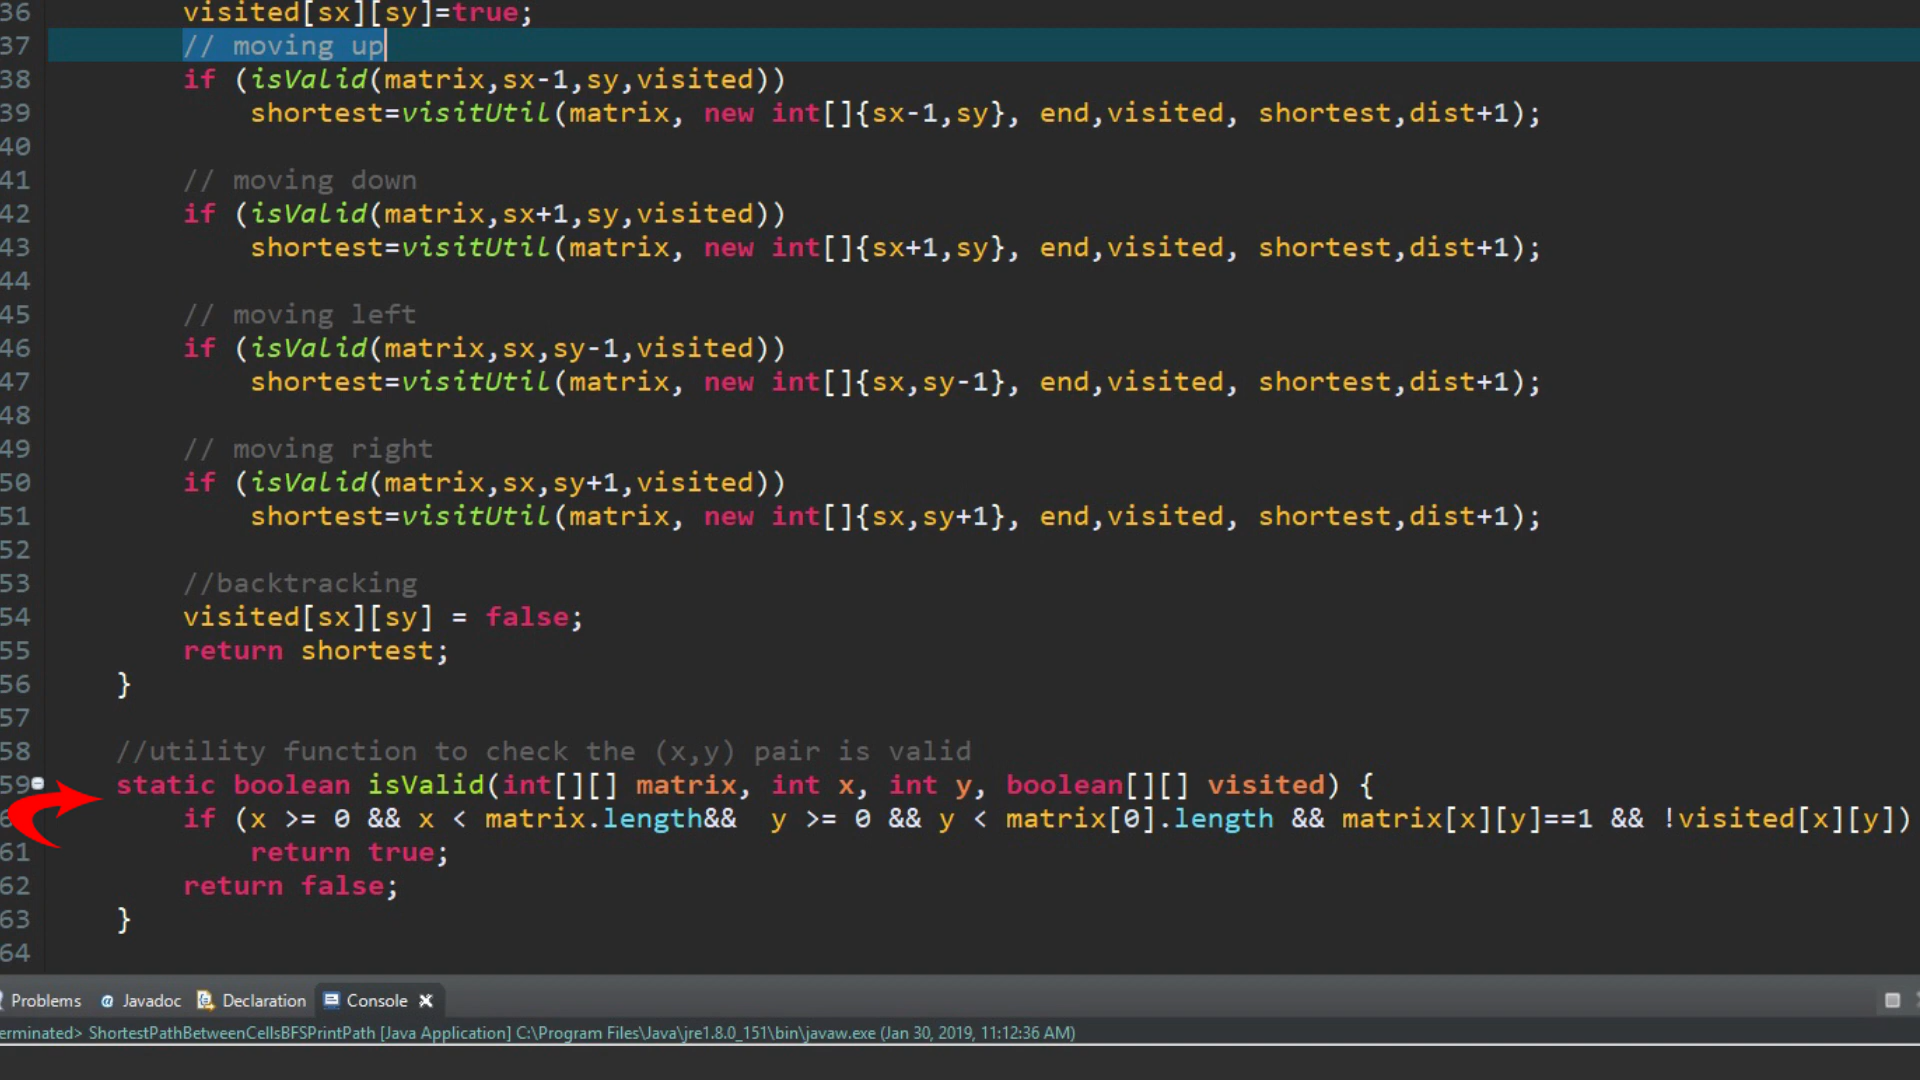 36 visited[sx][sy]=true;
37 // moving up
38 if (isValid(matrix,sx-1,sy,visited))
39 shortest=visitUtil(matrix, new int[]{sx-1,sy}, end,visited, shortest,dist+1);
40
41 // moving down
42 if (isValid(matrix,sx+1,sy,visited))
43 shortest=visitUtil(matrix, new int[]{sx+1,sy}, end,visited, shortest,dist+1);
44
45 // moving left
46 if (isValid(matrix,sx,sy-1,visited))
47 shortest=visitUtil(matrix, new int[]{sx,sy-1}, end,visited, shortest,dist+1);
48
49 // moving right
50 if (isValid(matrix,sx,sy+1,visited))
51 shortest=visitUtil(matrix, new int[]{sx,sy+1}, end,visited, shortest,dist+1);
52
53 //backtracking
54 visited[sx][sy] = false;
55 return shortest;
56 }
57
58 //utility function to check the (x,y) pair is valid
59 static boolean isValid(int[][] matrix, int x, int y, boolean[][] visited) {
if (x >= 0 && x < matrix.length&&  y >= 0 && y < matrix[0].length && matrix[x][y]==1 && !visited[x][y])
61 return true;
62 return false;
63 }
64
Problems @ Javadoc Declaration Console
erminated> ShortestPathBetweenCellsBFSPrintPath [Java Application] C:\Program Files\Java\jre1.8.0_151\bin\javaw.exe (Jan 30, 2019, 11:12:36 AM)